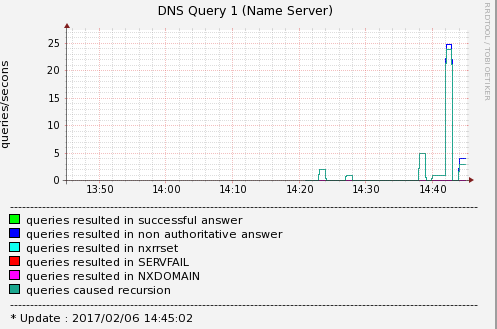 DNS Query 1 (Name Server)
RRDTOOL / TOBI OETIKER
queries/secons
25
20
15
10
5
0
13:50 14:00 14:10 14:20 14:30 14:40
queries resulted in successful answer
queries resulted in non authoritative answer
queries resulted in nxrrset
queries resulted in SERVFAIL
queries resulted in NXDOMAIN
queries caused recursion
* Update : 2017/02/06 14:45:02